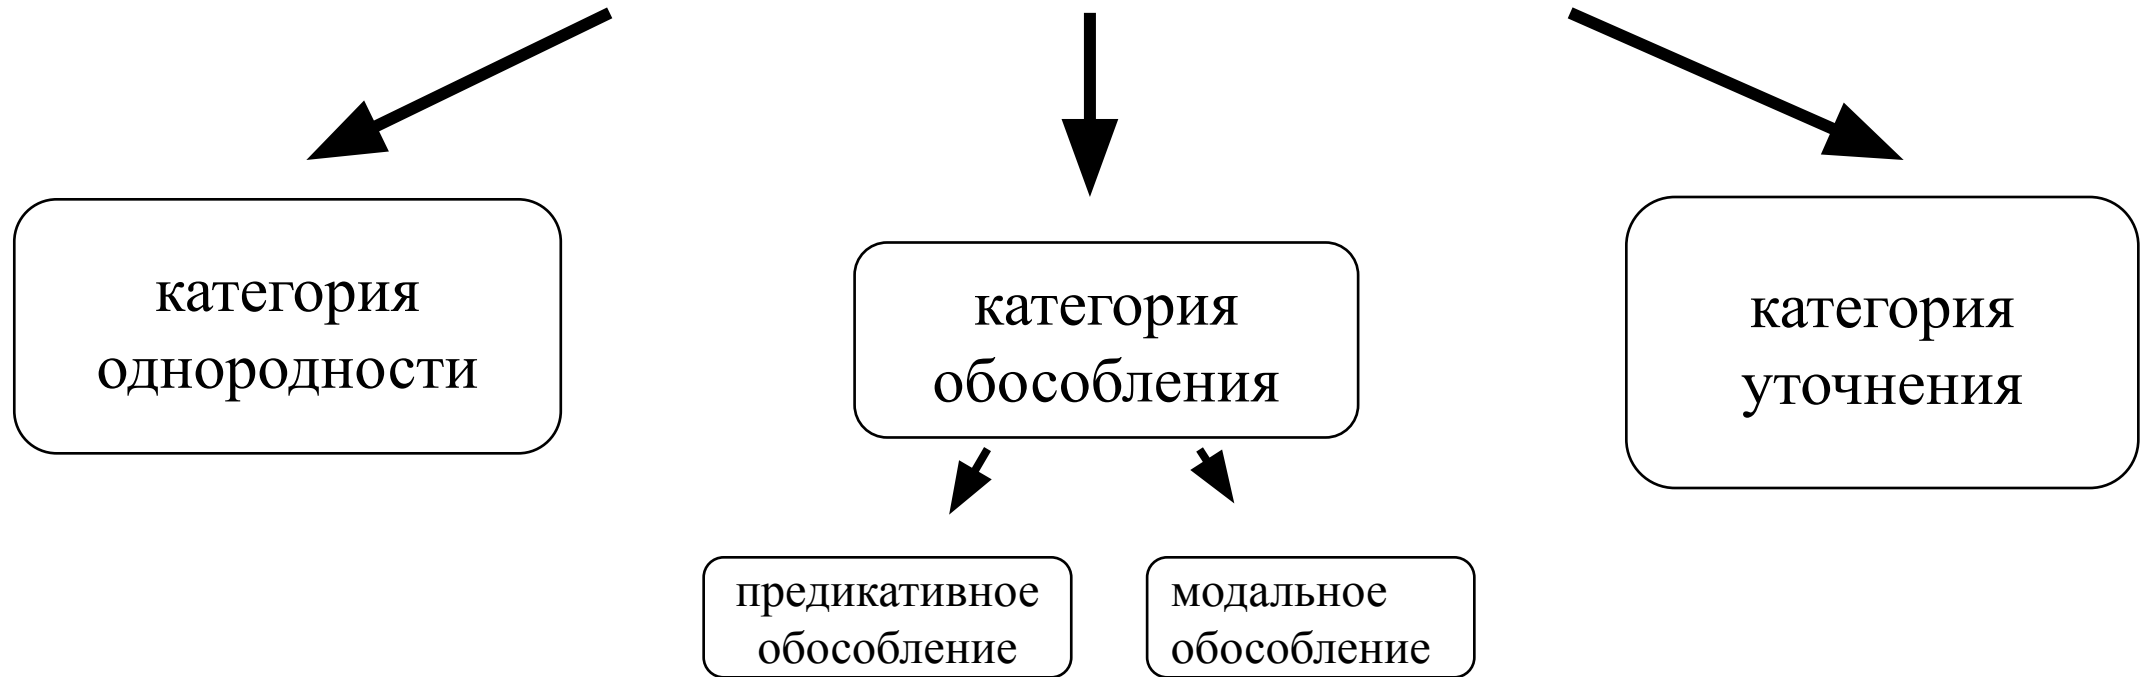 категория
однородности
категория
обособления
категория
уточнения
предикативное
обособление
модальное
обособление